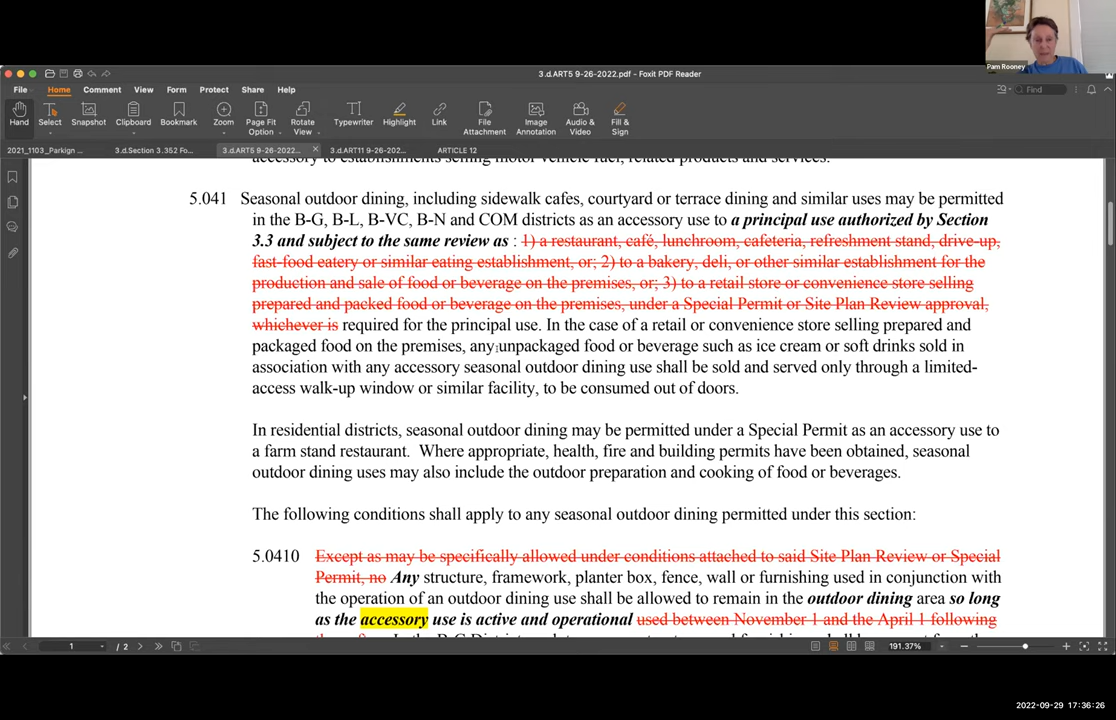 Pam Rooney
3.d.ART5 9-26-2022.pdf - Foxit PDF Reader
File Home Comment View Form Protect Share Help
Find
Hand Select Snapshot Clipboard Bookmark Zoom Page Fit Option Rotate View Typewriter Highlight Link File Attachment Image Annotation Audio & Video Fill & Sign
2021_1103_Parkign ... 3.d.Section 3.352 Fo... 3.d.ART5 9-26-2022... 3.d.ART11 9-26-202... ARTICLE 12
accessory to establishments selling motor vehicle fuel, related products and services.
5.041 Seasonal outdoor dining, including sidewalk cafes, courtyard or terrace dining and similar uses may be permitted
in the B-G, B-L, B-VC, B-N and COM districts as an accessory use to a principal use authorized by Section
3.3 and subject to the same review as : 1) a restaurant, café, lunchroom, cafeteria, refreshment stand, drive-up,
fast-food eatery or similar eating establishment, or; 2) to a bakery, deli, or other similar establishment for the
production and sale of food or beverage on the premises, or; 3) to a retail store or convenience store selling
prepared and packed food or beverage on the premises, under a Special Permit or Site Plan Review approval,
whichever is required for the principal use. In the case of a retail or convenience store selling prepared and
packaged food on the premises, any unpackaged food or beverage such as ice cream or soft drinks sold in
association with any accessory seasonal outdoor dining use shall be sold and served only through a limited-
access walk-up window or similar facility, to be consumed out of doors.
In residential districts, seasonal outdoor dining may be permitted under a Special Permit as an accessory use to
a farm stand restaurant. Where appropriate, health, fire and building permits have been obtained, seasonal
outdoor dining uses may also include the outdoor preparation and cooking of food or beverages.
The following conditions shall apply to any seasonal outdoor dining permitted under this section:
5.0410 Except as may be specifically allowed under conditions attached to said Site Plan Review or Special
Permit, no Any structure, framework, planter box, fence, wall or furnishing used in conjunction with
the operation of an outdoor dining use shall be allowed to remain in the outdoor dining area so long
as the accessory use is active and operational used between November 1 and the April 1 following
1 / 2
191.37%
2022-09-29 17:36:26